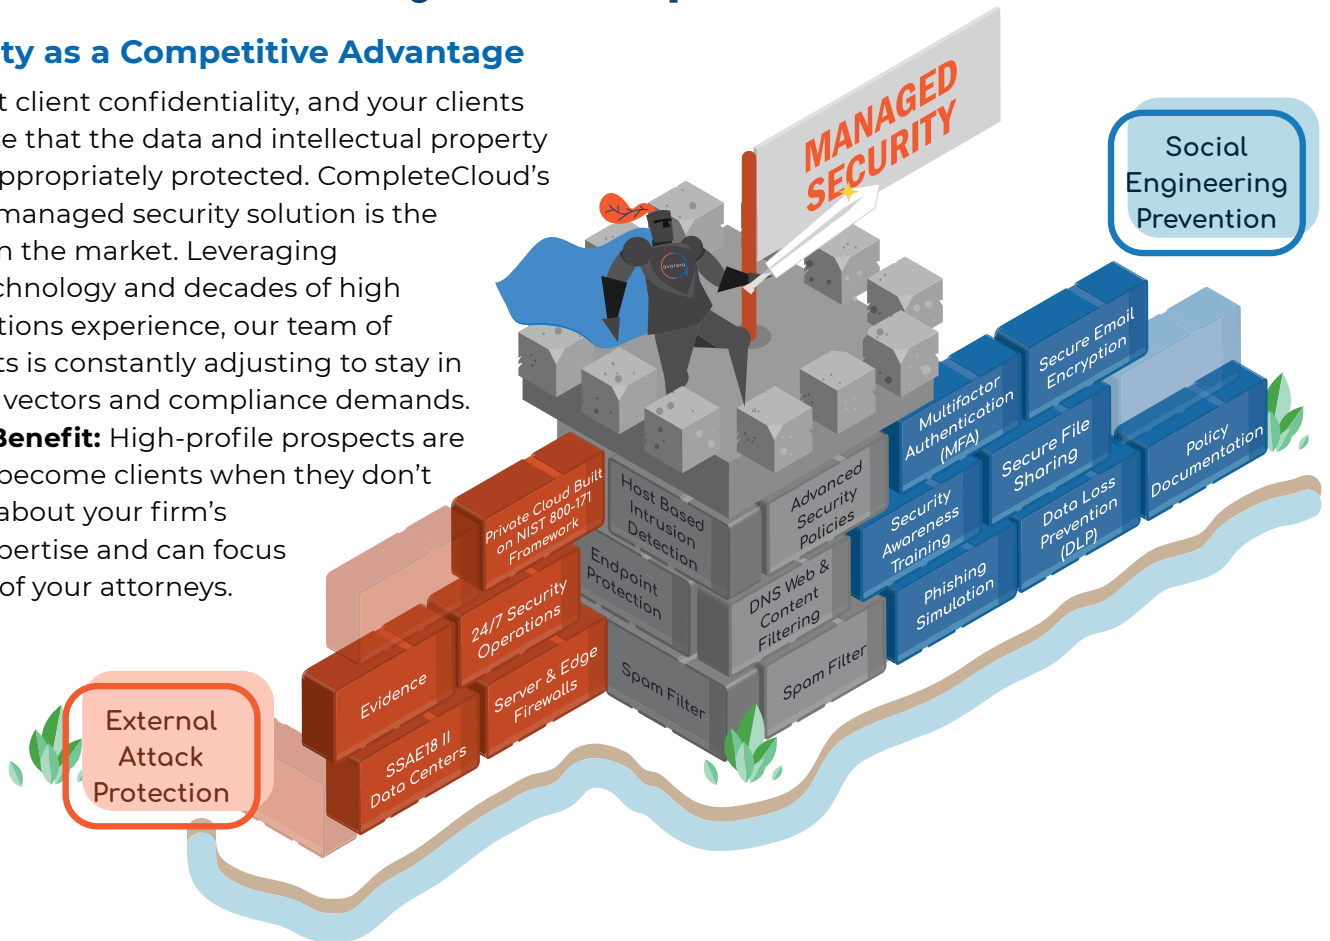 ty as a Competitive Advantage
t client confidentiality, and your clients
ce that the data and intellectual property
ppropriately protected. CompleteCloud’s
managed security solution is the
n the market. Leveraging
chnology and decades of high
tions experience, our team of
ts is constantly adjusting to stay in
vectors and compliance demands.
Benefit: High-profile prospects are
become clients when they don’t
about your firm’s
pertise and can focus
of your attorneys.
MANAGED
SECURITY
avatara
Social
Engineering
Prevention
Secure Email
Encryption
Multifactor
Authentication
(MFA)
Secure File
Sharing
Policy
Documentation
Security
Awareness
Training
Data Loss
Prevention
(DLP)
Phishing
Simulation
Private Cloud Built
on NIST 800-171
Framework
Host Based
Intrusion
Detection
Advanced
Security
Policies
24/7 Security
Operations
Endpoint
Protection
DNS Web &
Content
Filtering
Evidence
Server & Edge
Firewalls
Spam Filter
Spam Filter
SSAE18 II
Data Centers
External
Attack
Protection